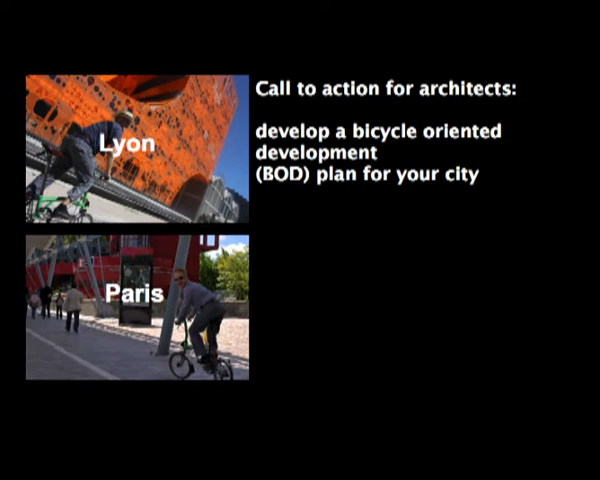 Lyon
Paris
Call to action for architects:
develop a bicycle oriented
development
(BOD) plan for your city